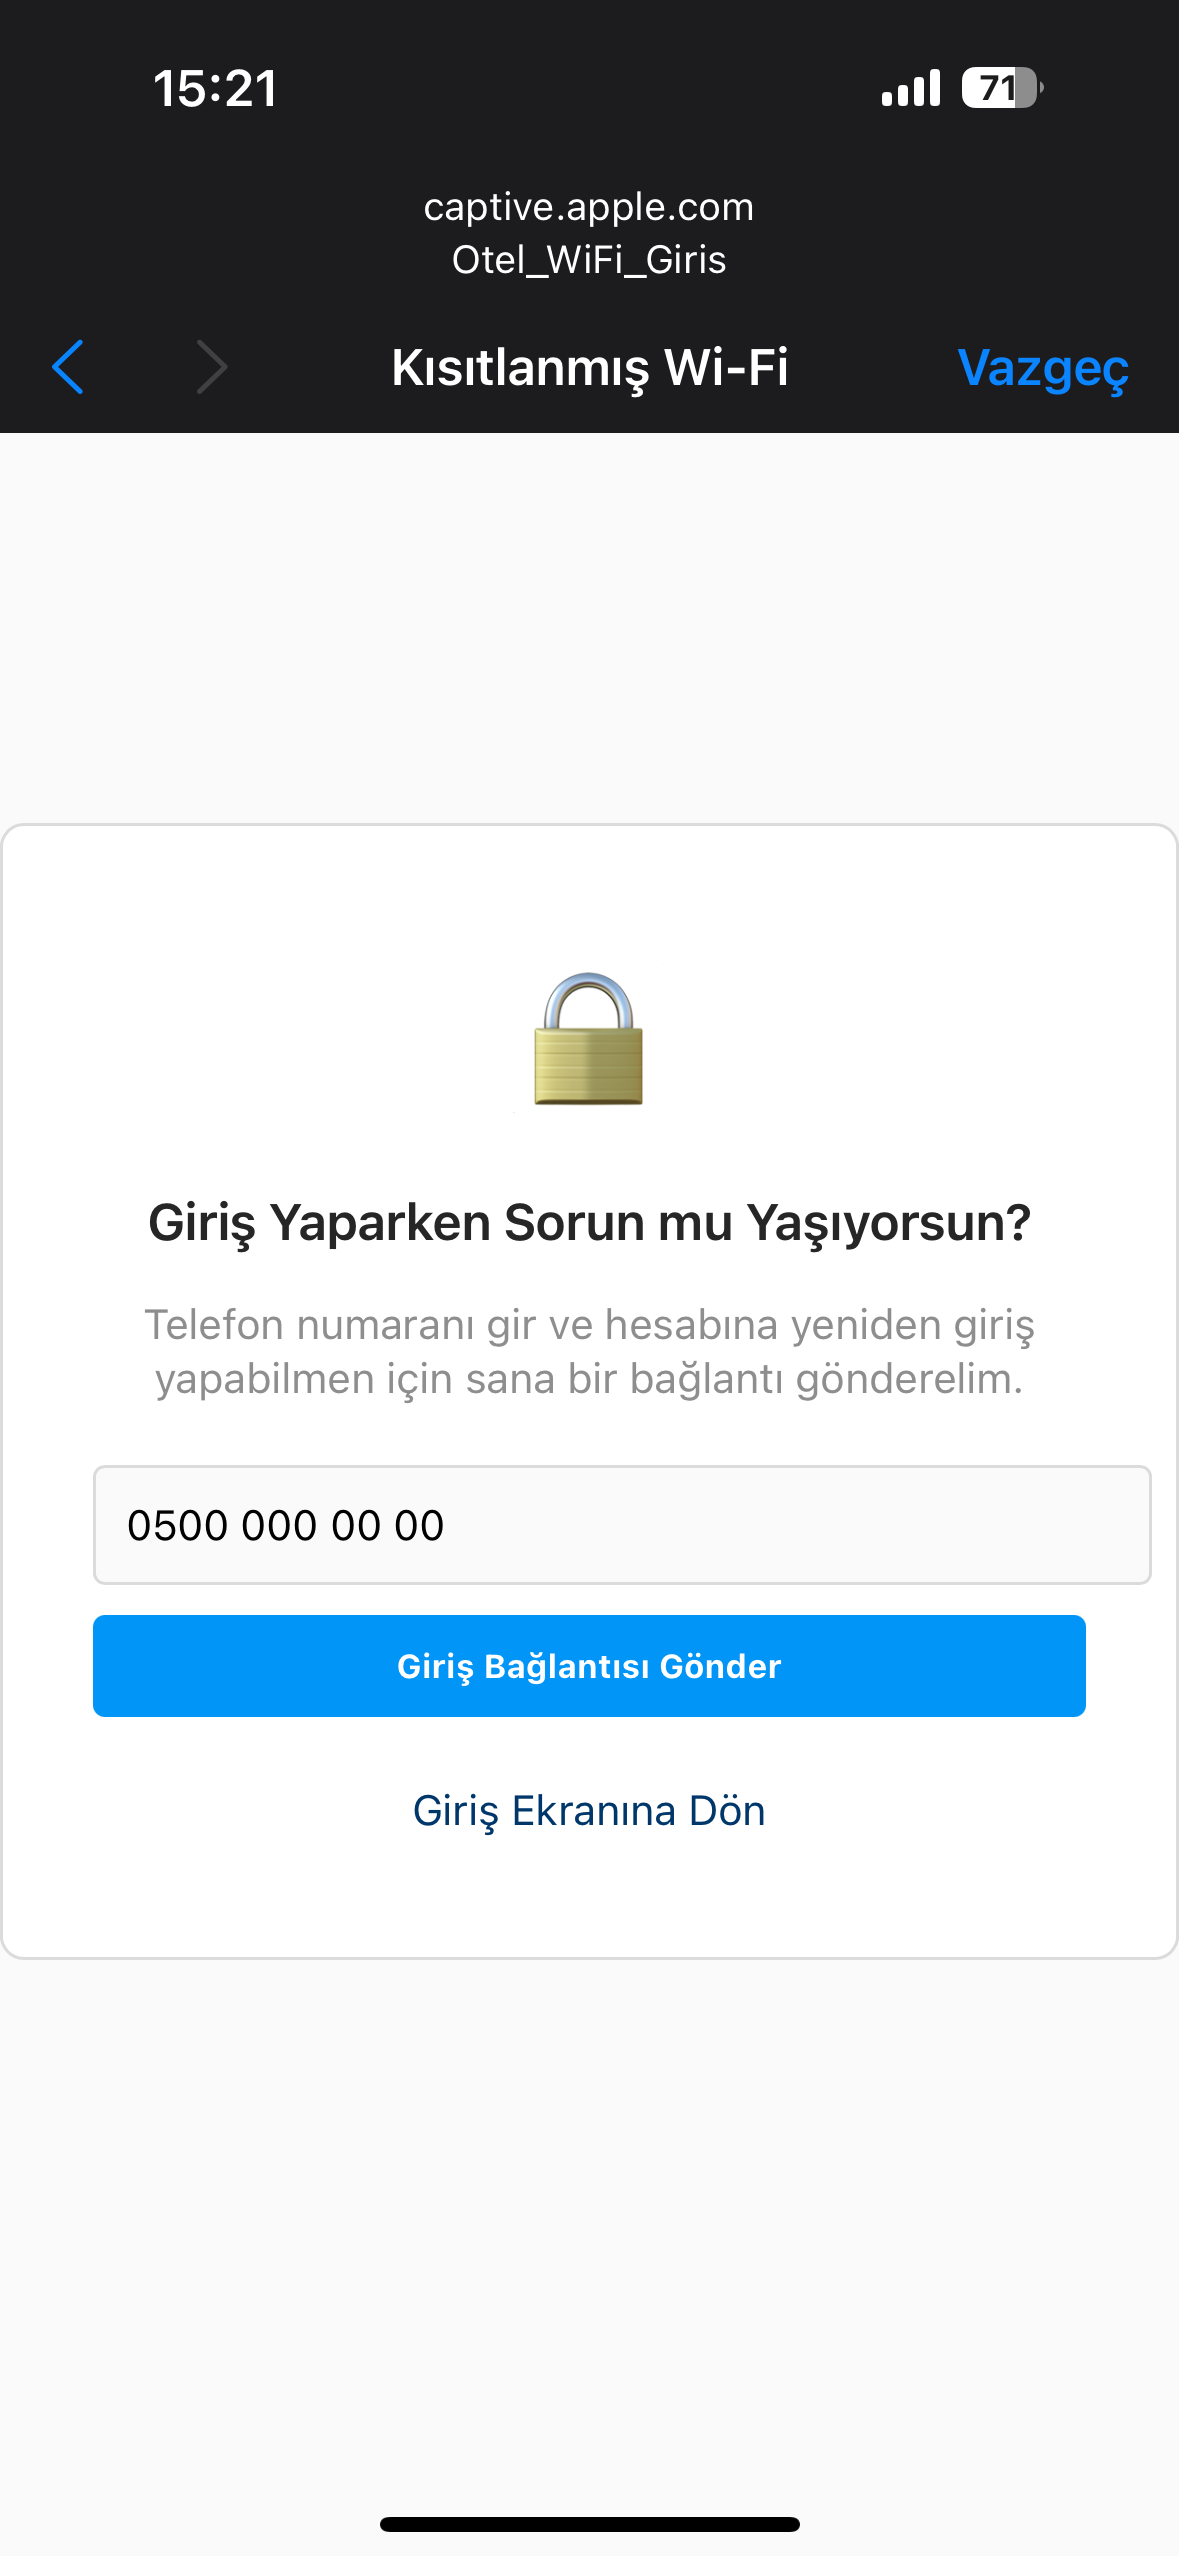 15:21
71
captive.apple.com
Otel_WiFi_Giris
Kısıtlanmış Wi-Fi
Vazgeç
Giriş Yaparken Sorun mu Yaşıyorsun?
Telefon numaranı gir ve hesabına yeniden giriş
yapabilmen için sana bir bağlantı gönderelim.
0500 000 00 00
Giriş Bağlantısı Gönder
Giriş Ekranına Dön